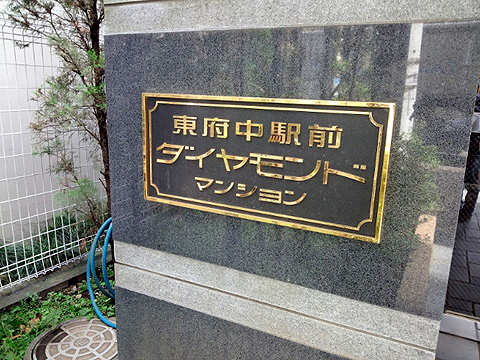 東府中駅前
ダイヤモンド
マンション